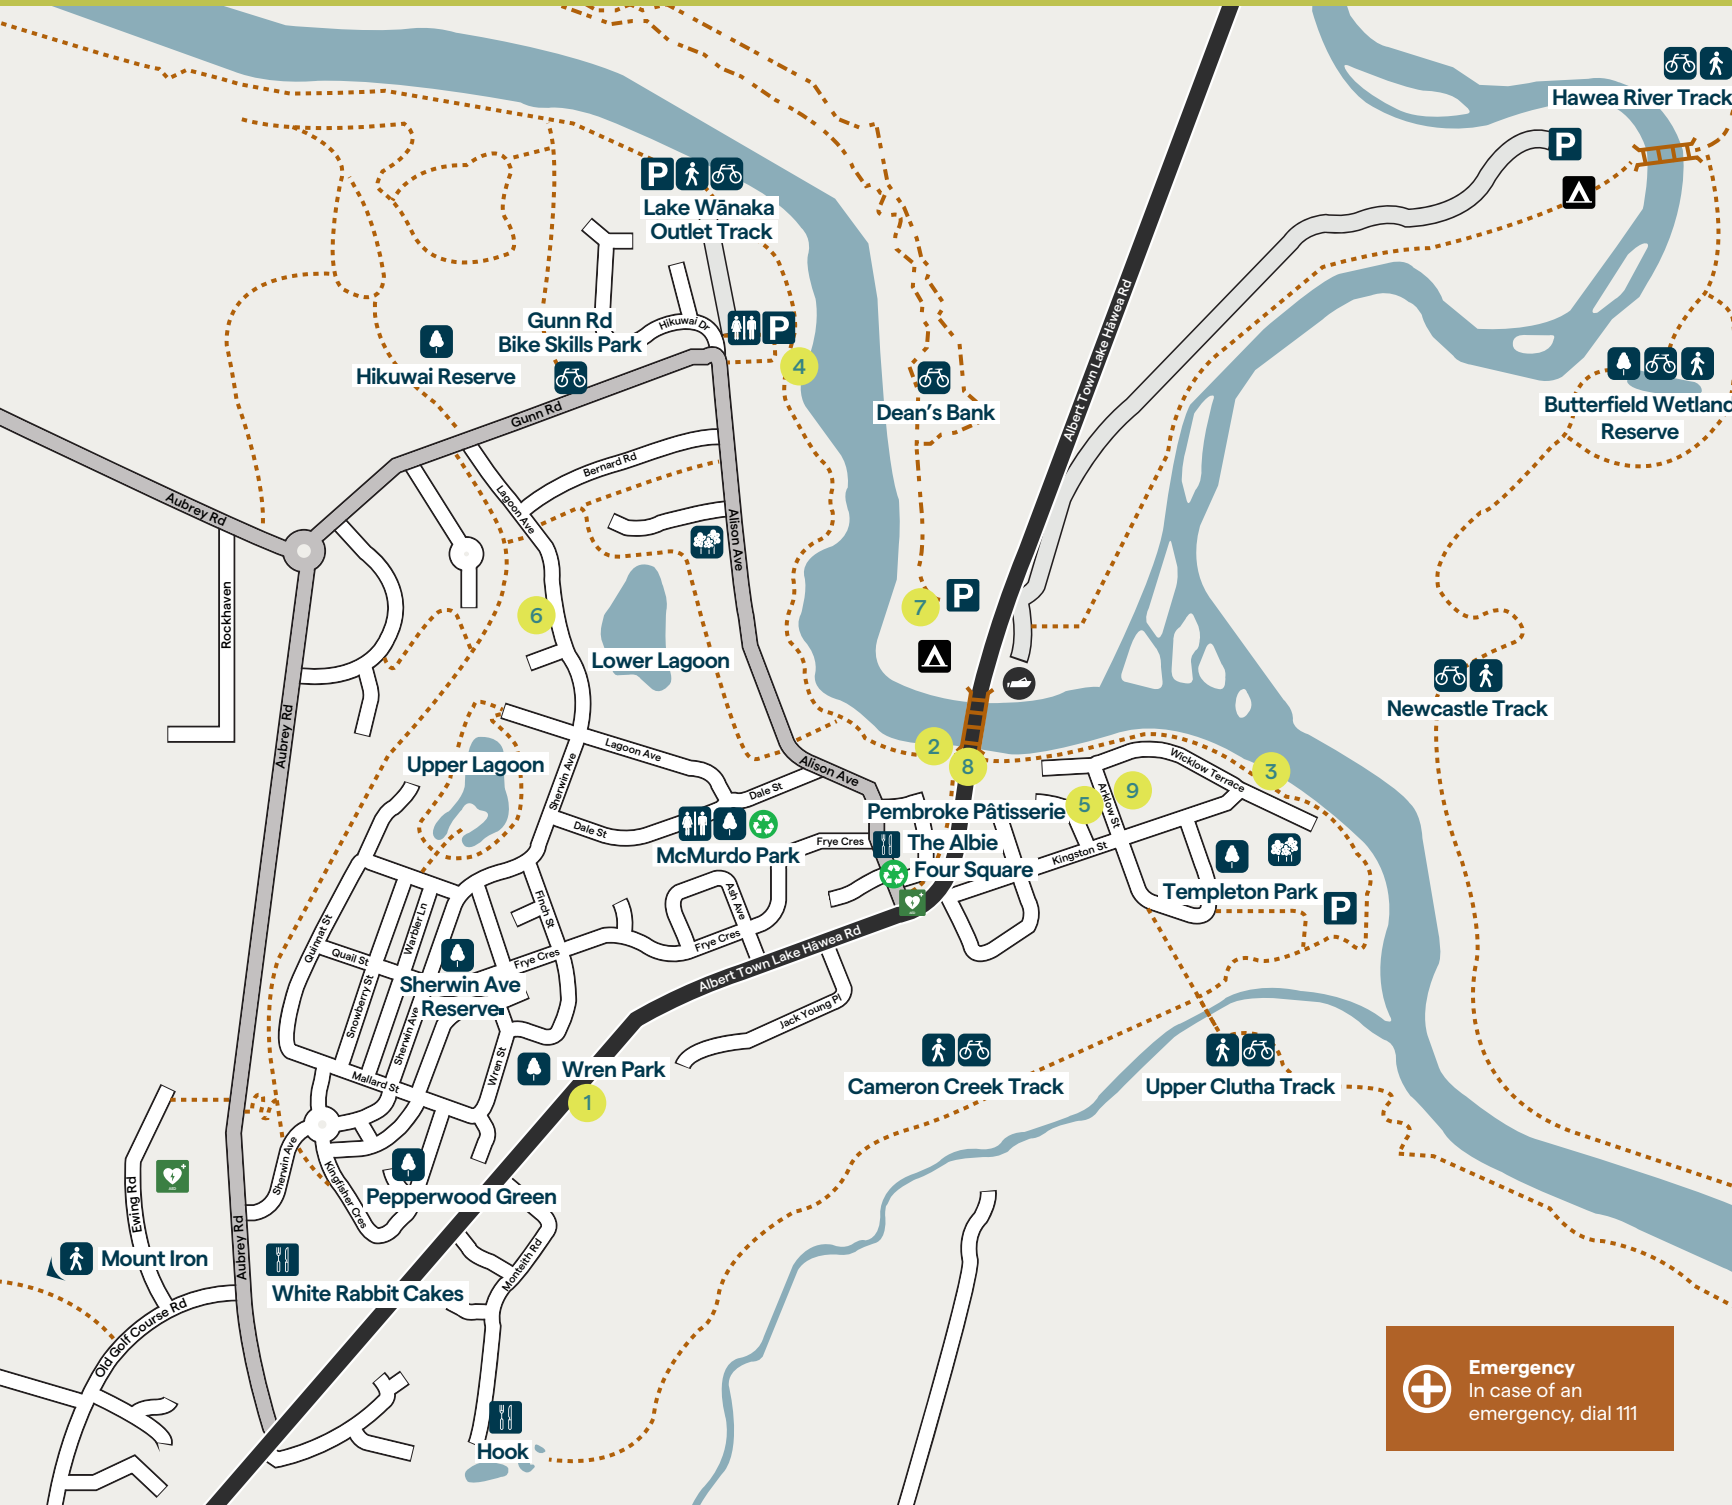 Hawea River Track
P
P
Lake Wānaka
Outlet Track
Gunn Rd
Bike Skills Park
Hikuwai Dr
P
4
Hikuwai Reserve
Gunn Rd
Dean's Bank
Albert Town Lake Hāwea Rd
Butterfield Wetland
Reserve
Aubrey Rd
Bernard Rd
Lagoon Ave
Alison Ave
Rockhaven
6
7
P
Lower Lagoon
Newcastle Track
Aubrey Rd
Upper Lagoon
Lagoon Ave
Sherwin Ave
Alison Ave
2
8
Wicklow Terrace
3
Dale St
Dale St
Pembroke Pâtisserie
5
9
Arklow St
McMurdo Park
Frye Cres
The Albie
Four Square
Kingston St
Templeton Park
P
Ash Ave
Finch St
Quinnat St
Warbler Ln
Quail St
Frye Cres
Frye Cres
Albert Town Lake Hāwea Rd
Sherwin Ave
Reserve
Snowberry St
Sherwin Ave
Jack Young Pl
Wren St
Wren Park
1
Mallard St
Cameron Creek Track
Upper Clutha Track
Sherwin Ave
Kingfisher Cres
Pepperwood Green
Ewing Rd
Aubrey Rd
Mount Iron
Monteith Rd
White Rabbit Cakes
Old Golf Course Rd
Hook
Emergency
In case of an
emergency, dial 111